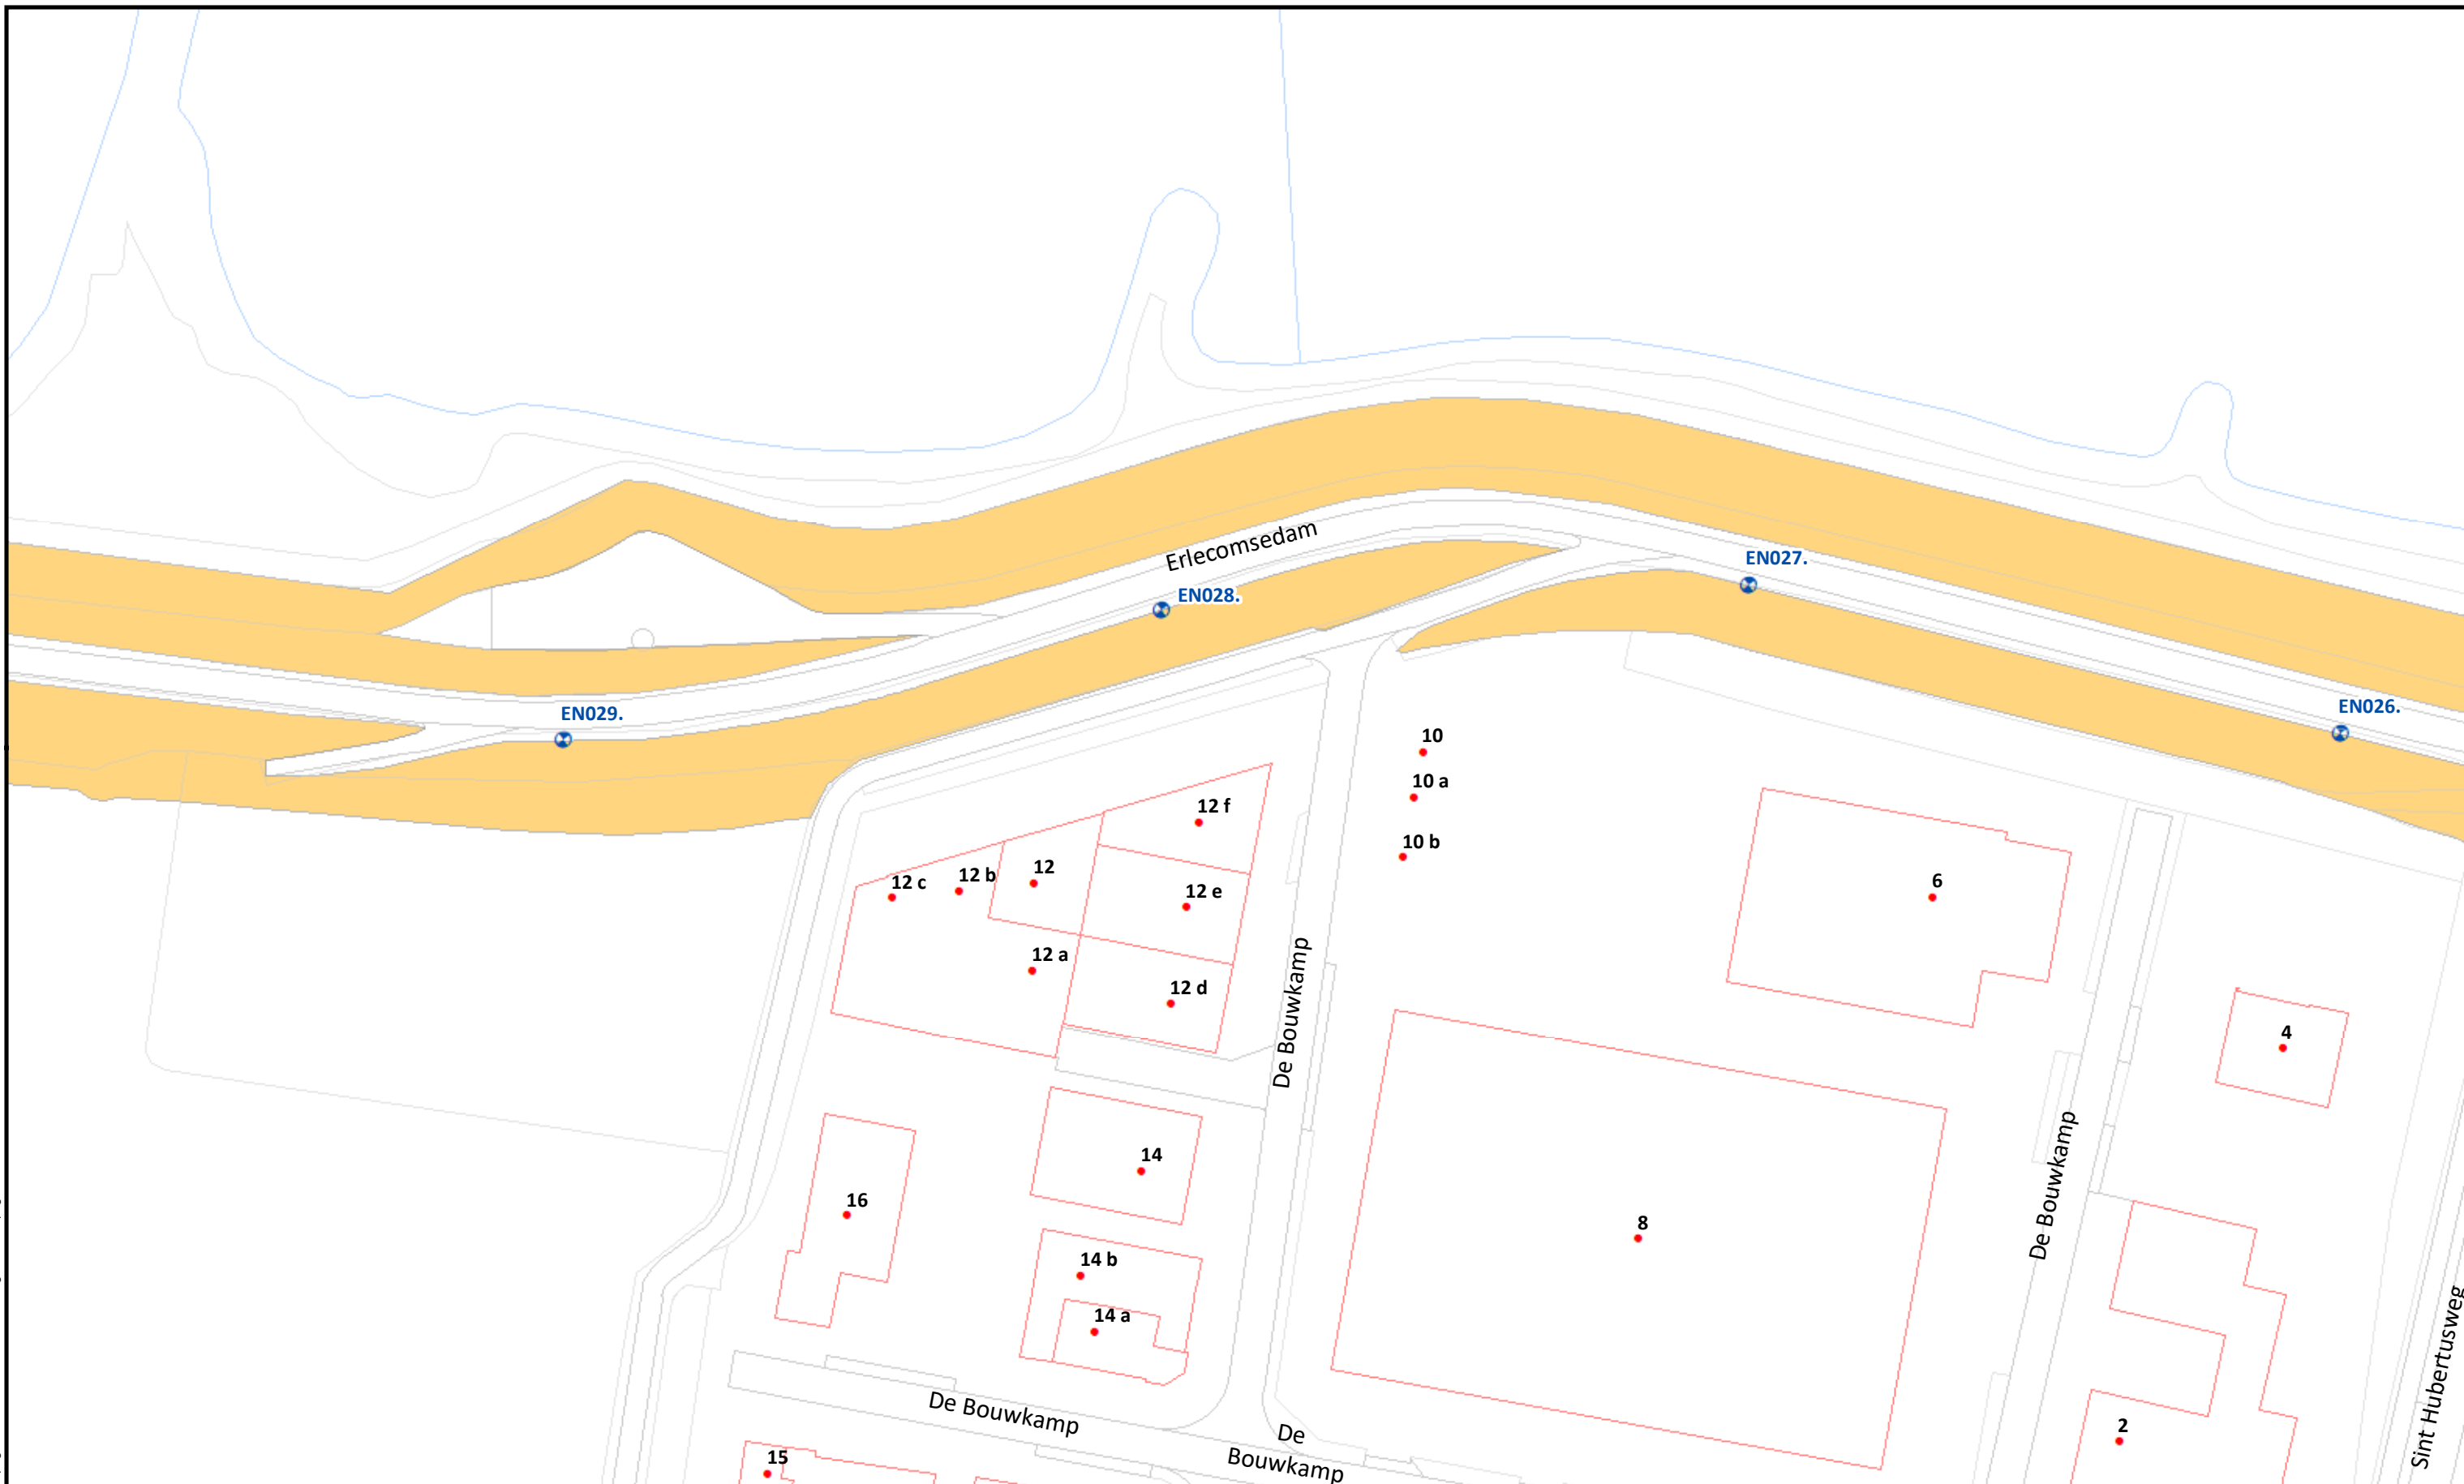 Erlecomsedam
EN027.
EN028.
EN026.
EN029.
10
10 a
12 f
10 b
12
12 b
12 c
6
12 e
12 a
12 d
De Bouwkamp
4
14
De Bouwkamp
16
8
14 b
14 a
Sint Hubertusweg
De Bouwkamp
2
De
Bouwkamp
15